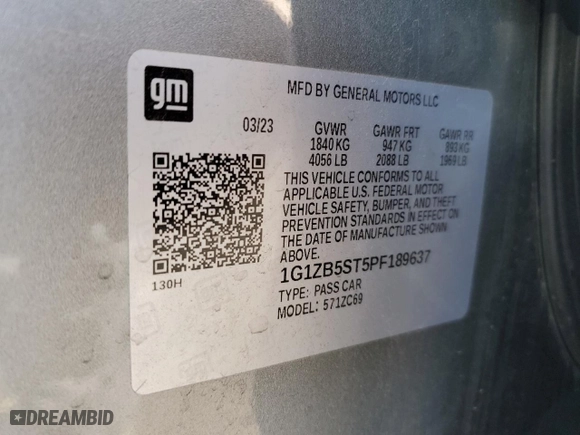 gm
MFD BY GENERAL MOTORS LLC
03/23 GVWR GAWR FRT GAWR RR
1840 KG 947 KG 893 KG
4056 LB 2088 LB 1969 LB
THIS VEHICLE CONFORMS TO ALL
APPLICABLE U.S. FEDERAL MOTOR
VEHICLE SAFETY, BUMPER, AND THEFT
PREVENTION STANDARDS IN EFFECT ON
THE DATE OF MANUFACTURE SHOWN
ABOVE.
130H
1G1ZB5ST5PF189637
TYPE: PASS CAR
MODEL: 571ZC69
DREAMBID